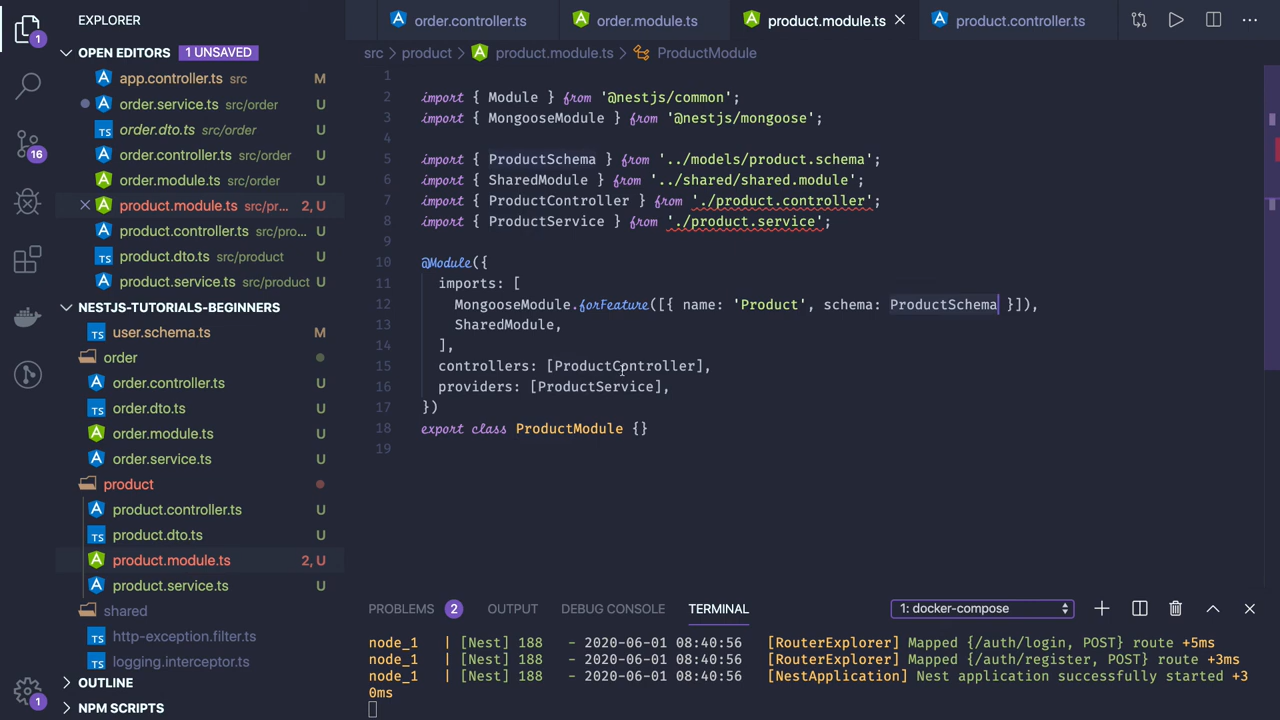 EXPLORER
OPEN EDITORS 1 UNSAVED
app.controller.ts src M
order.service.ts src/order U
order.dto.ts src/order U
order.controller.ts src/order U
order.module.ts src/order U
product.module.ts src/pr... 2, U
product.controller.ts src/pro... U
product.dto.ts src/product U
product.service.ts src/product U
NESTJS-TUTORIALS-BEGINNERS
user.schema.ts M
order
order.controller.ts U
order.dto.ts U
order.module.ts U
order.service.ts U
product
product.controller.ts U
product.dto.ts U
product.module.ts 2, U
product.service.ts U
shared
http-exception.filter.ts
logging.interceptor.ts
OUTLINE
NPM SCRIPTS
1
16
1
order.controller.ts order.module.ts product.module.ts product.controller.ts
src product product.module.ts ProductModule
1
2 import { Module } from '@nestjs/common';
3 import { MongooseModule } from '@nestjs/mongoose';
4
5 import { ProductSchema } from '../models/product.schema';
6 import { SharedModule } from '../shared/shared.module';
7 import { ProductController } from './product.controller';
8 import { ProductService } from './product.service';
9
10 @Module({
11 imports: [
12 MongooseModule.forFeature([{ name: 'Product', schema: ProductSchema }]),
13 SharedModule,
14 ],
15 controllers: [ProductController],
16 providers: [ProductService],
17 })
18 export class ProductModule {}
19
PROBLEMS 2 OUTPUT DEBUG CONSOLE TERMINAL 1: docker-compose
node_1 | [Nest] 188 - 2020-06-01 08:40:56 [RouterExplorer] Mapped {/auth/login, POST} route +5ms
node_1 | [Nest] 188 - 2020-06-01 08:40:56 [RouterExplorer] Mapped {/auth/register, POST} route +3ms
node_1 | [Nest] 188 - 2020-06-01 08:40:56 [NestApplication] Nest application successfully started +3
0ms